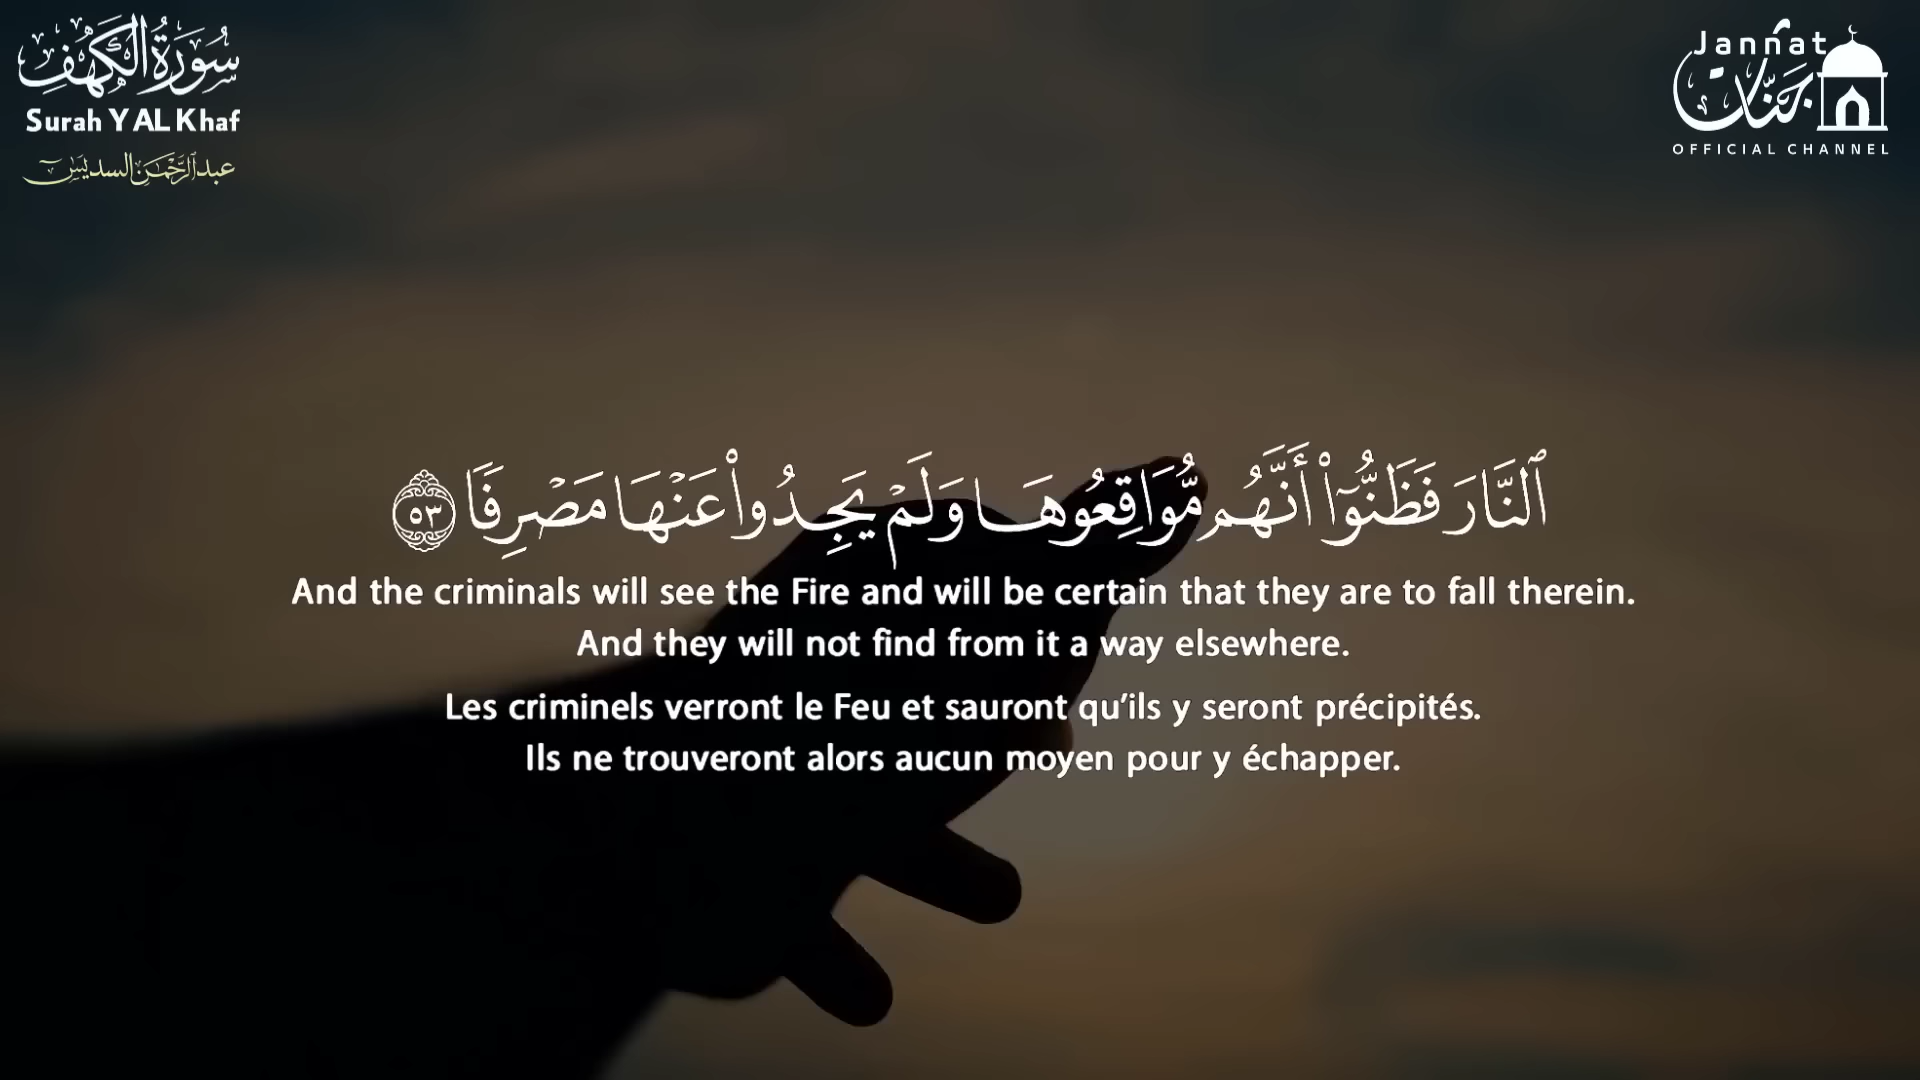 سُورَةُ الكَهْفِ
Surah YAL Khaf
عبد الرحمن السديس
Jannat
جنات
OFFICIAL CHANNEL
ٱلنَّارَ فَظَنُّوٓا۟ أَنَّهُم مُّوَاقِعُوهَا وَلَمْ يَجِدُوا۟ عَنْهَا مَصْرِفًا ٥٣
And the criminals will see the Fire and will be certain that they are to fall therein.
And they will not find from it a way elsewhere.
Les criminels verront le Feu et sauront qu’ils y seront précipités.
Ils ne trouveront alors aucun moyen pour y échapper.